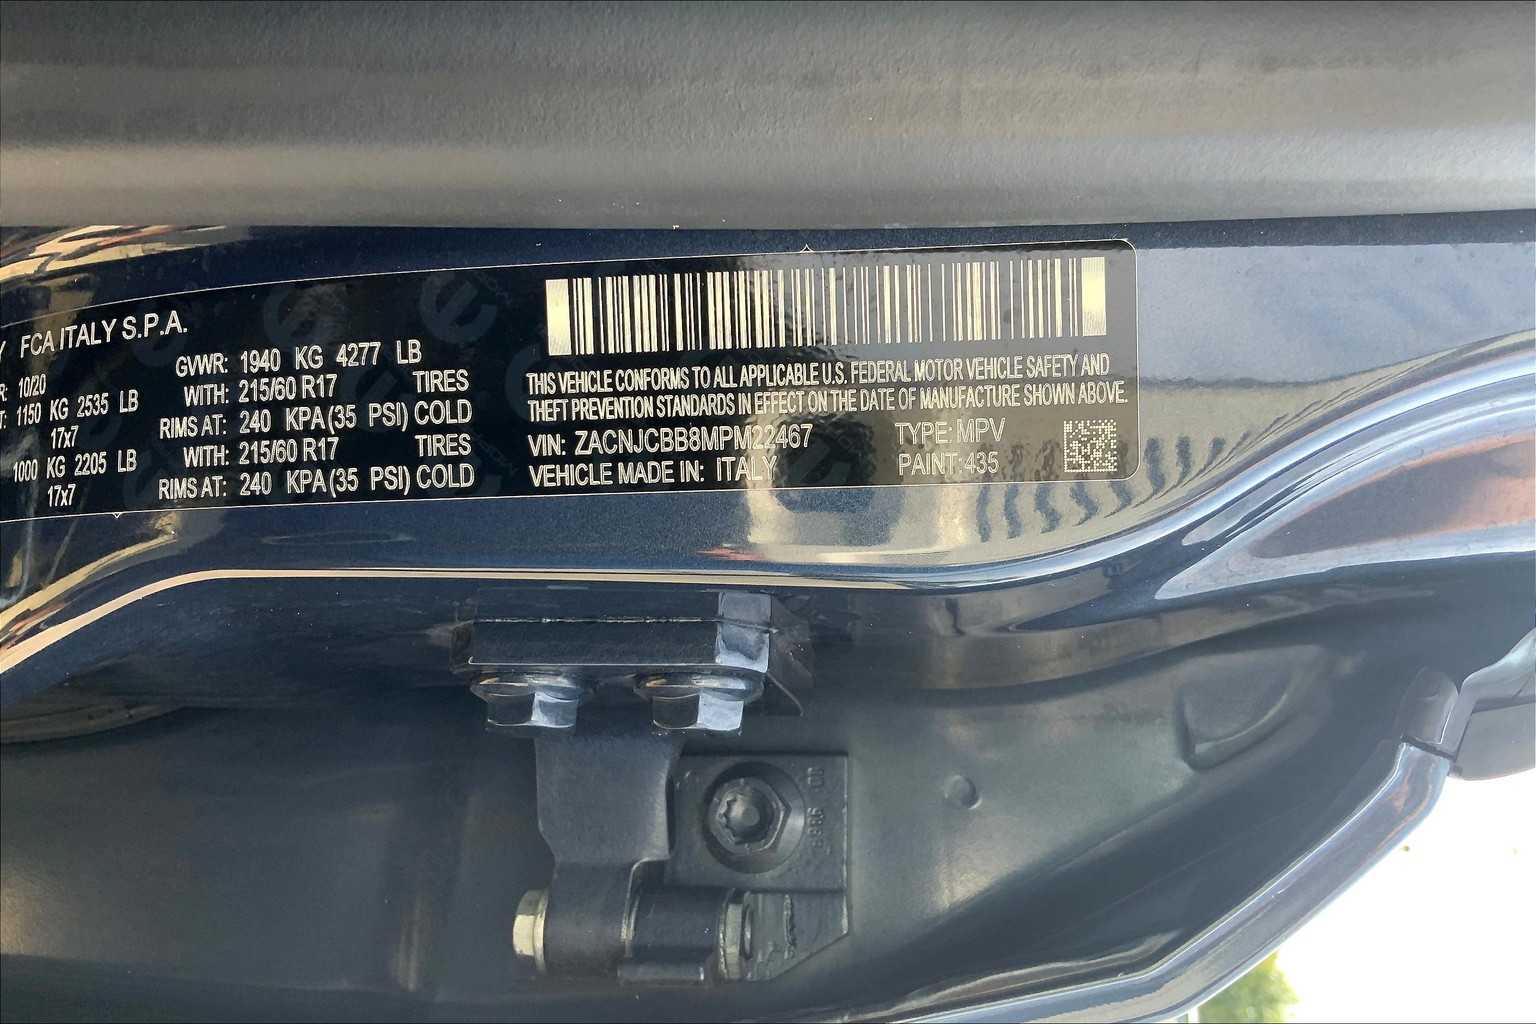 Y FCA ITALY S.P.A.
R: 10/20
T: 1150 KG 2535 LB
17x7
1000 KG 2205 LB
17x7
GVWR: 1940 KG 4277 LB
WITH: 215/60 R17 TIRES
RIMS AT: 240 KPA(35 PSI) COLD
WITH: 215/60 R17 TIRES
RIMS AT: 240 KPA(35 PSI) COLD
THIS VEHICLE CONFORMS TO ALL APPLICABLE U.S. FEDERAL MOTOR VEHICLE SAFETY AND
THEFT PREVENTION STANDARDS IN EFFECT ON THE DATE OF MANUFACTURE SHOWN ABOVE.
VIN: ZACNJCBB8MPM22467 TYPE: MPV
VEHICLE MADE IN: ITALY PAINT: 435